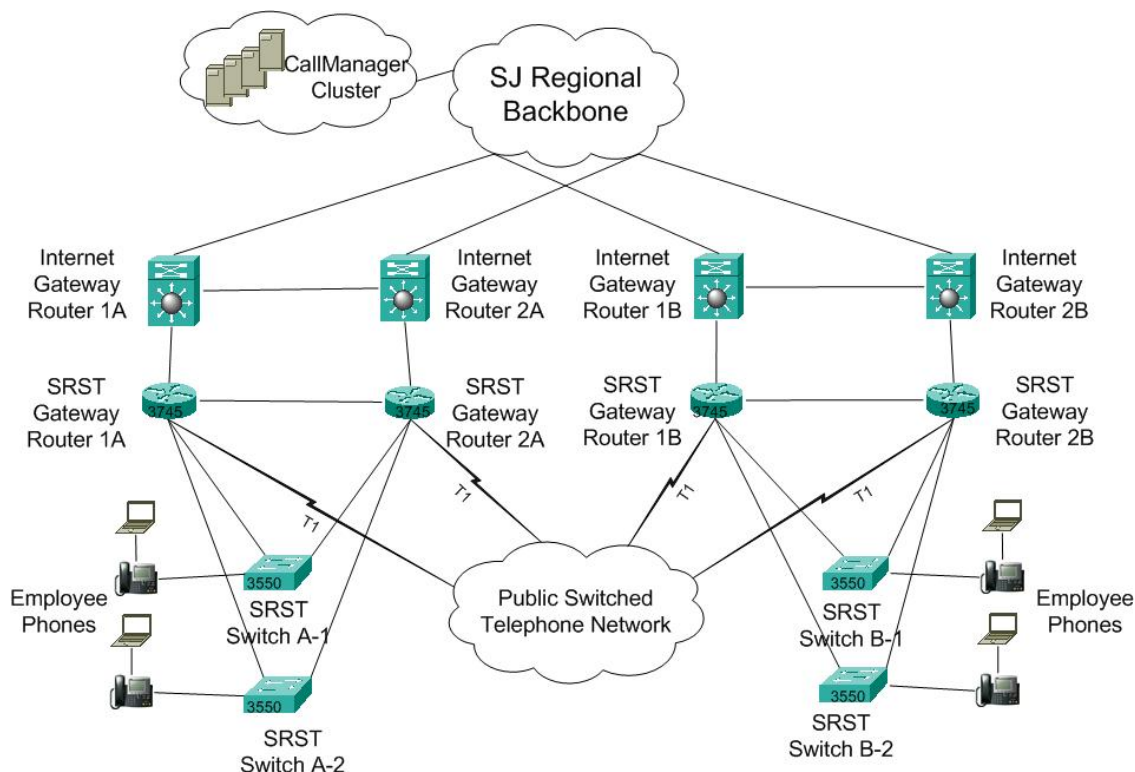 CallManager
Cluster
SJ Regional
Backbone
Internet
Gateway
Router 1A
Internet
Gateway
Router 2A
Internet
Gateway
Router 1B
Internet
Gateway
Router 2B
SRST
Gateway
Router 1A
3745
3745
SRST
Gateway
Router 2A
SRST
Gateway
Router 1B
3745
3745
SRST
Gateway
Router 2B
T1
T1
T1
T1
Employee
Phones
3550
SRST
Switch A-1
3550
SRST
Switch A-2
Public Switched
Telephone Network
3550
SRST
Switch B-1
3550
SRST
Switch B-2
Employee
Phones